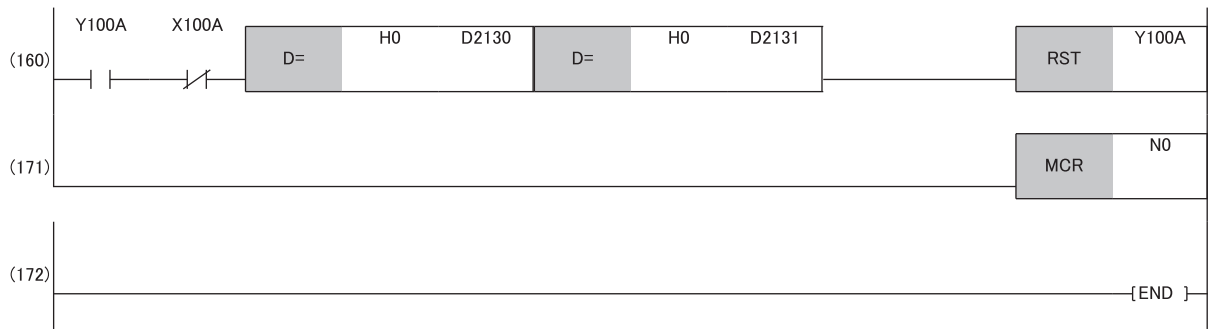 Y100A X100A
(160) D= H0 D2130 D= H0 D2131 RST Y100A
(171) MCR N0
(172) [END ]